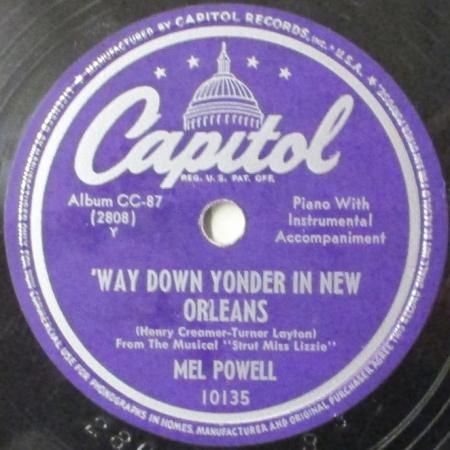 MANUFACTURED BY CAPITOL RECORDS, INC. U.S.A.
Capitol
REG. U. S. PAT. OFF.
Album CC-87
(2808)
Y
Piano With
Instrumental
Accompaniment
'WAY DOWN YONDER IN NEW
ORLEANS
(Henry Creamer-Turner Layton)
From The Musical "Strut Miss Lizzie"
MEL POWELL
10135
USE FOR PHONOGRAPHS IN HOMES. MANUFACTURER AND ORIGINAL PURCHASER AGREE